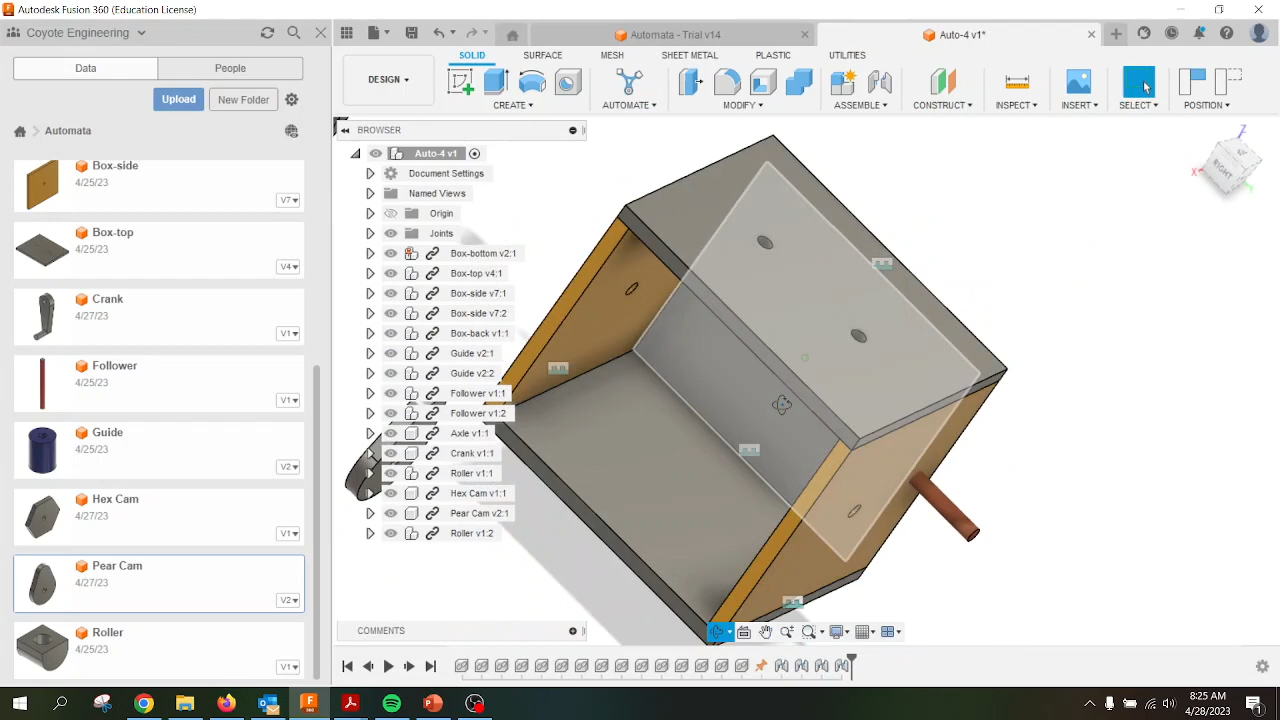 Autodesk Fusion 360 (Education License)
Coyote Engineering
Automata - Trial v14
Auto-4 v1*
Data
People
Upload
New Folder
Automata
DESIGN
SOLID
SURFACE
MESH
SHEET METAL
PLASTIC
UTILITIES
CREATE
AUTOMATE
MODIFY
ASSEMBLE
CONSTRUCT
INSPECT
INSERT
SELECT
POSITION
Box-side
4/25/23
V7
Box-top
4/25/23
V4
Crank
4/27/23
V1
Follower
4/25/23
V1
Guide
4/25/23
V2
Hex Cam
4/27/23
V1
Pear Cam
4/27/23
V2
Roller
4/25/23
V1
BROWSER
Auto-4 v1
Document Settings
Named Views
Origin
Joints
Box-bottom v2:1
Box-top v4:1
Box-side v7:1
Box-side v7:2
Box-back v1:1
Guide v2:1
Guide v2:2
Follower v1:1
Follower v1:2
Axle v1:1
Crank v1:1
Roller v1:1
Hex Cam v1:1
Pear Cam v2:1
Roller v1:2
RIGHT
X
Z
COMMENTS
8:25 AM
4/28/2023